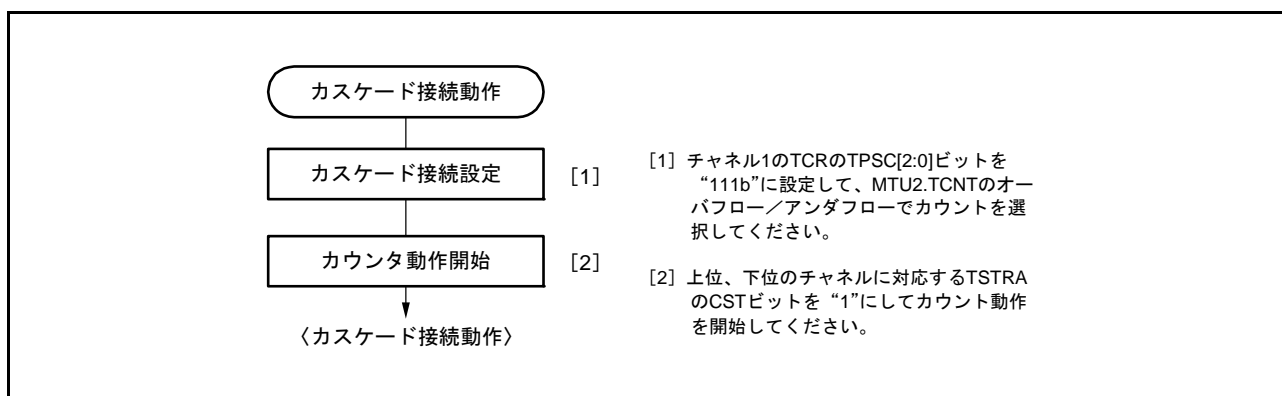 カスケード接続動作
カスケード接続設定
[1]
[1] チャネル1のTCRのTPSC[2:0]ビットを
“111b”に設定して、MTU2.TCNTのオー
バフロー／アンダフローでカウントを選
択してください。
カウンタ動作開始
[2]
[2] 上位、下位のチャネルに対応するTSTRA
のCSTビットを “1”にしてカウント動作
を開始してください。
〈カスケード接続動作〉